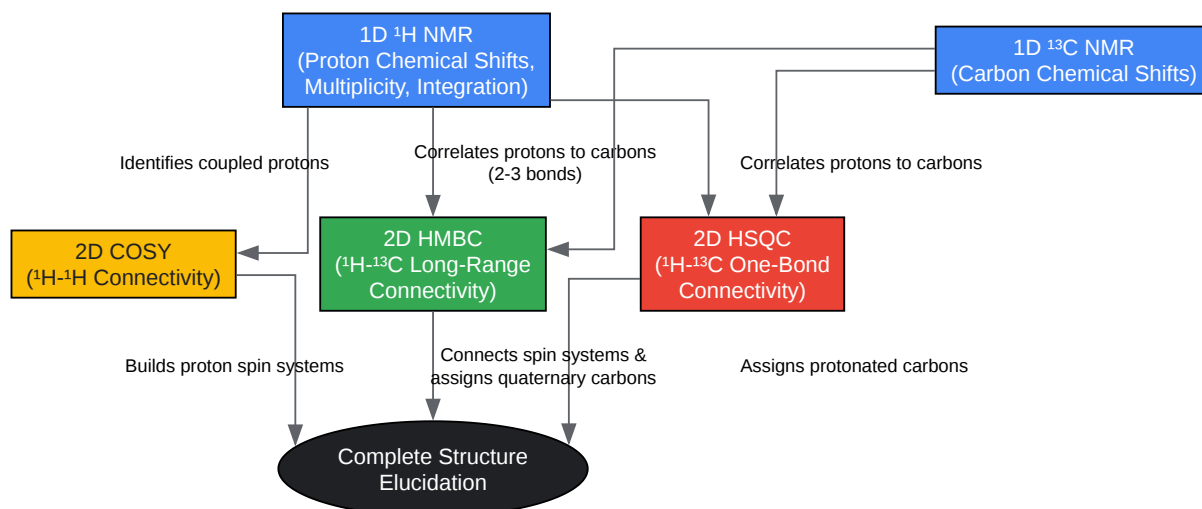 1D ¹H NMR
(Proton Chemical Shifts,
Multiplicity, Integration)
1D ¹³C NMR
(Carbon Chemical Shifts)
Identifies coupled protons
Correlates protons to carbons
(2-3 bonds)
Correlates protons to carbons
2D COSY
(¹H-¹H Connectivity)
2D HMBC
(¹H-¹³C Long-Range
Connectivity)
2D HSQC
(¹H-¹³C One-Bond
Connectivity)
Builds proton spin systems
Connects spin systems &
assigns quaternary carbons
Assigns protonated carbons
Complete Structure
Elucidation